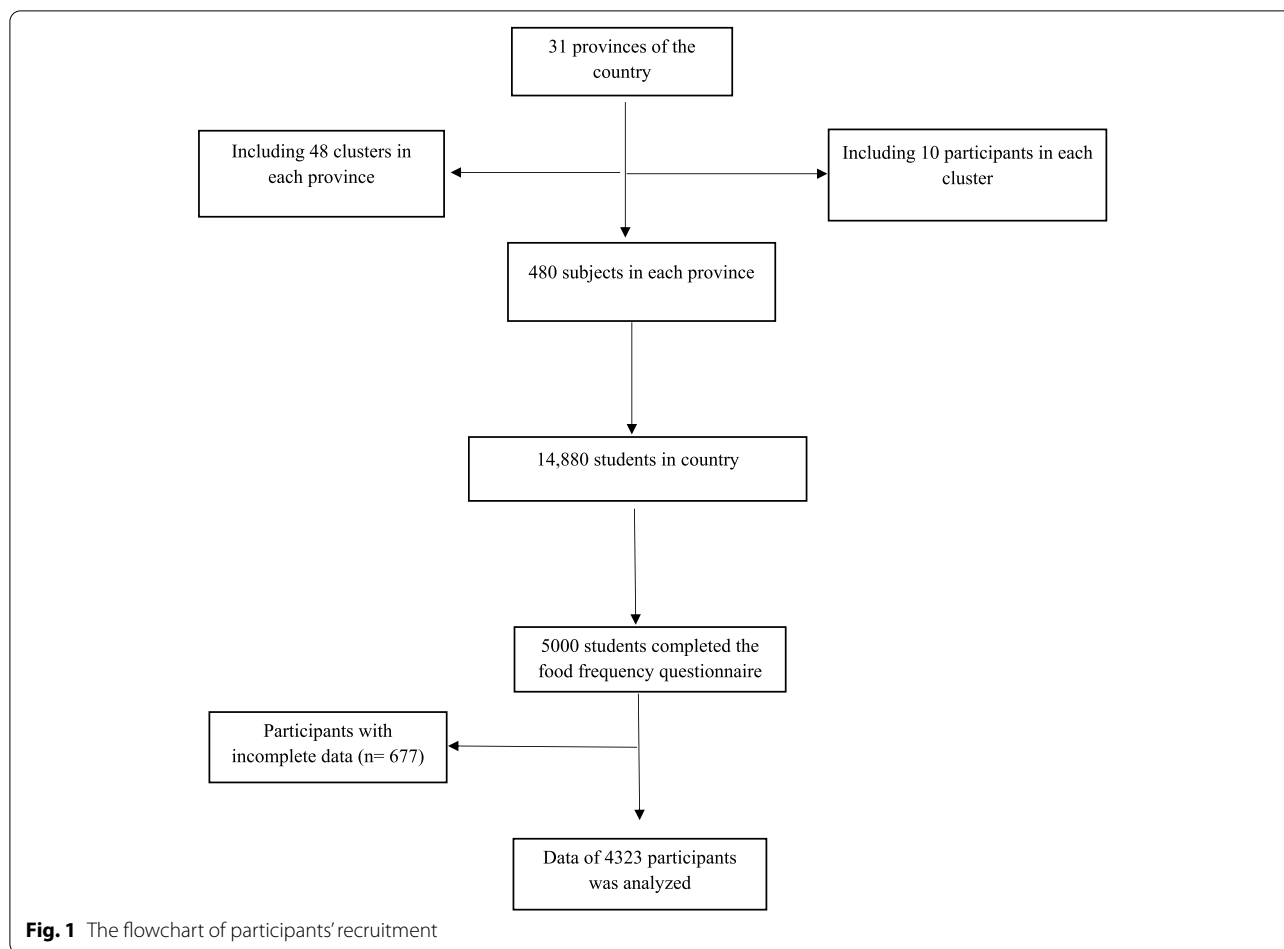 31 provinces of the
country
Including 48 clusters in
each province
Including 10 participants in each
cluster
480 subjects in each province
14,880 students in country
5000 students completed the
food frequency questionnaire
Participants with
incomplete data (n= 677)
Data of 4323 participants
was analyzed
Fig. 1 The flowchart of participants' recruitment